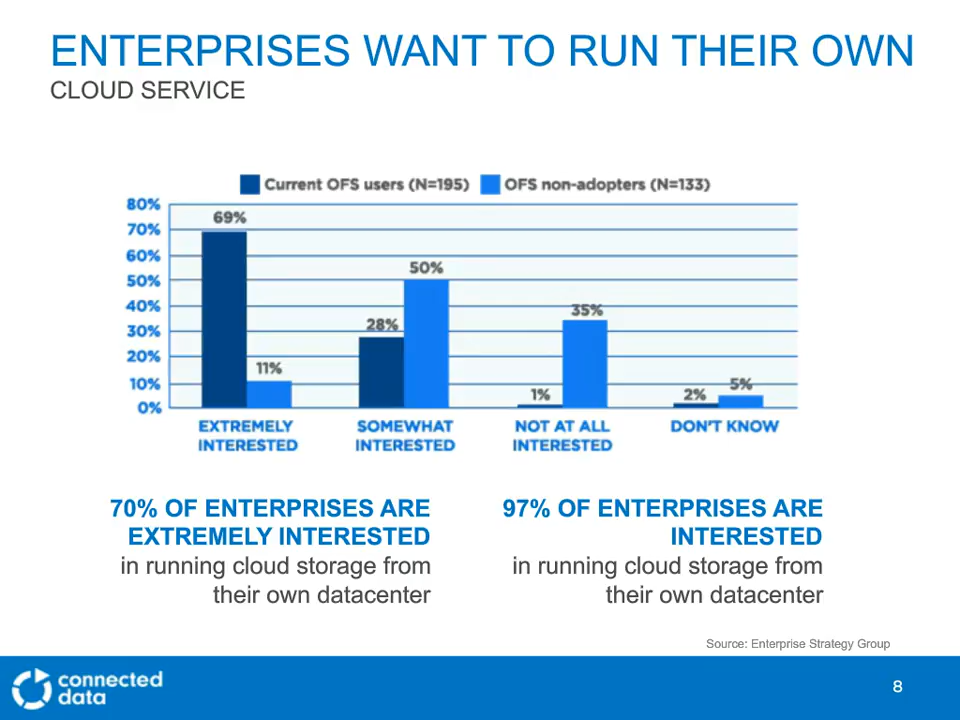 ENTERPRISES WANT TO RUN THEIR OWN
CLOUD SERVICE
Current OFS users (N=195) OFS non-adopters (N=133)
80%
70%
60%
50%
40%
30%
20%
10%
0%
69%
11%
28%
50%
1%
35%
2%
5%
EXTREMELY
INTERESTED
SOMEWHAT
INTERESTED
NOT AT ALL
INTERESTED
DON'T KNOW
70% OF ENTERPRISES ARE
EXTREMELY INTERESTED
in running cloud storage from
their own datacenter
97% OF ENTERPRISES ARE
INTERESTED
in running cloud storage from
their own datacenter
Source: Enterprise Strategy Group
connected
data
8